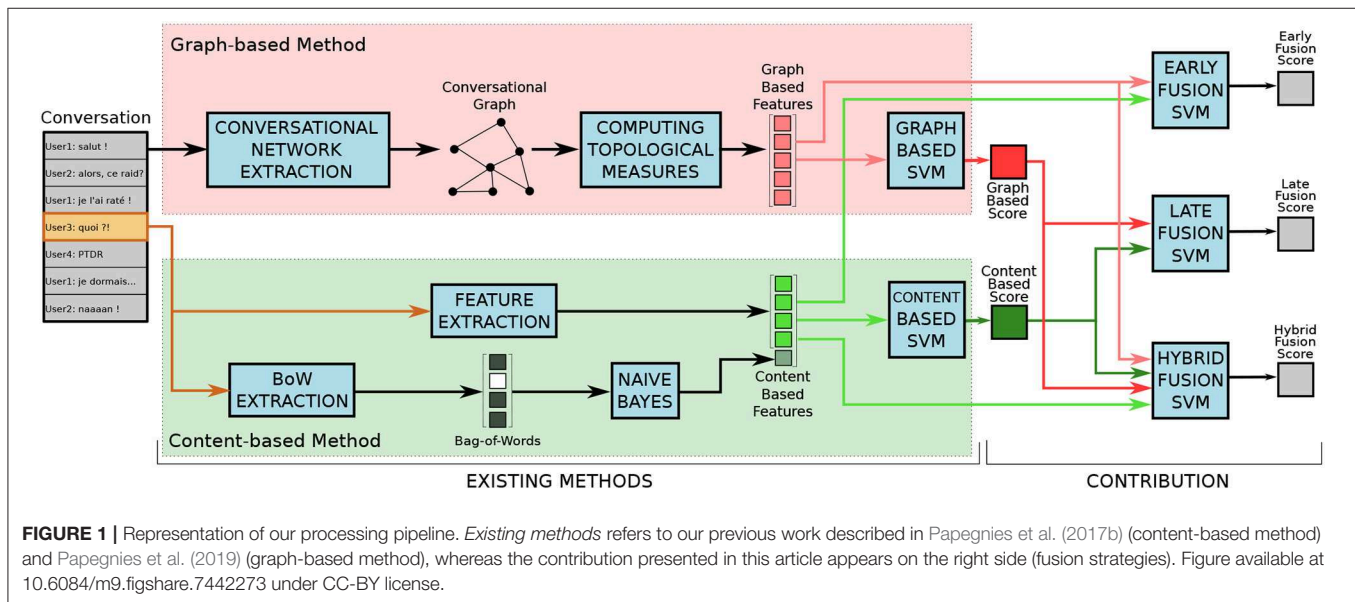 Graph-based Method
Conversation
User1: salut !
User2: alors, ce raid?
User1: je l'ai raté !
User3: quoi ?!
User4: PTDR
User1: je dormais...
User2: naaaan !
CONVERSATIONAL
NETWORK
EXTRACTION
Conversational
Graph
COMPUTING
TOPOLOGICAL
MEASURES
Graph
Based
Features
GRAPH
BASED
SVM
Graph
Based
Score
FEATURE
EXTRACTION
BoW
EXTRACTION
Bag-of-Words
NAIVE
BAYES
Content
Based
Features
CONTENT
BASED
SVM
Content
Based
Score
Content-based Method
EARLY
FUSION
SVM
Early
Fusion
Score
LATE
FUSION
SVM
Late
Fusion
Score
HYBRID
FUSION
SVM
Hybrid
Fusion
Score
EXISTING METHODS
CONTRIBUTION
FIGURE 1 | Representation of our processing pipeline. Existing methods refers to our previous work described in Papegnies et al. (2017b) (content-based method)
and Papegnies et al. (2019) (graph-based method), whereas the contribution presented in this article appears on the right side (fusion strategies). Figure available at
10.6084/m9.figshare.7442273 under CC-BY license.